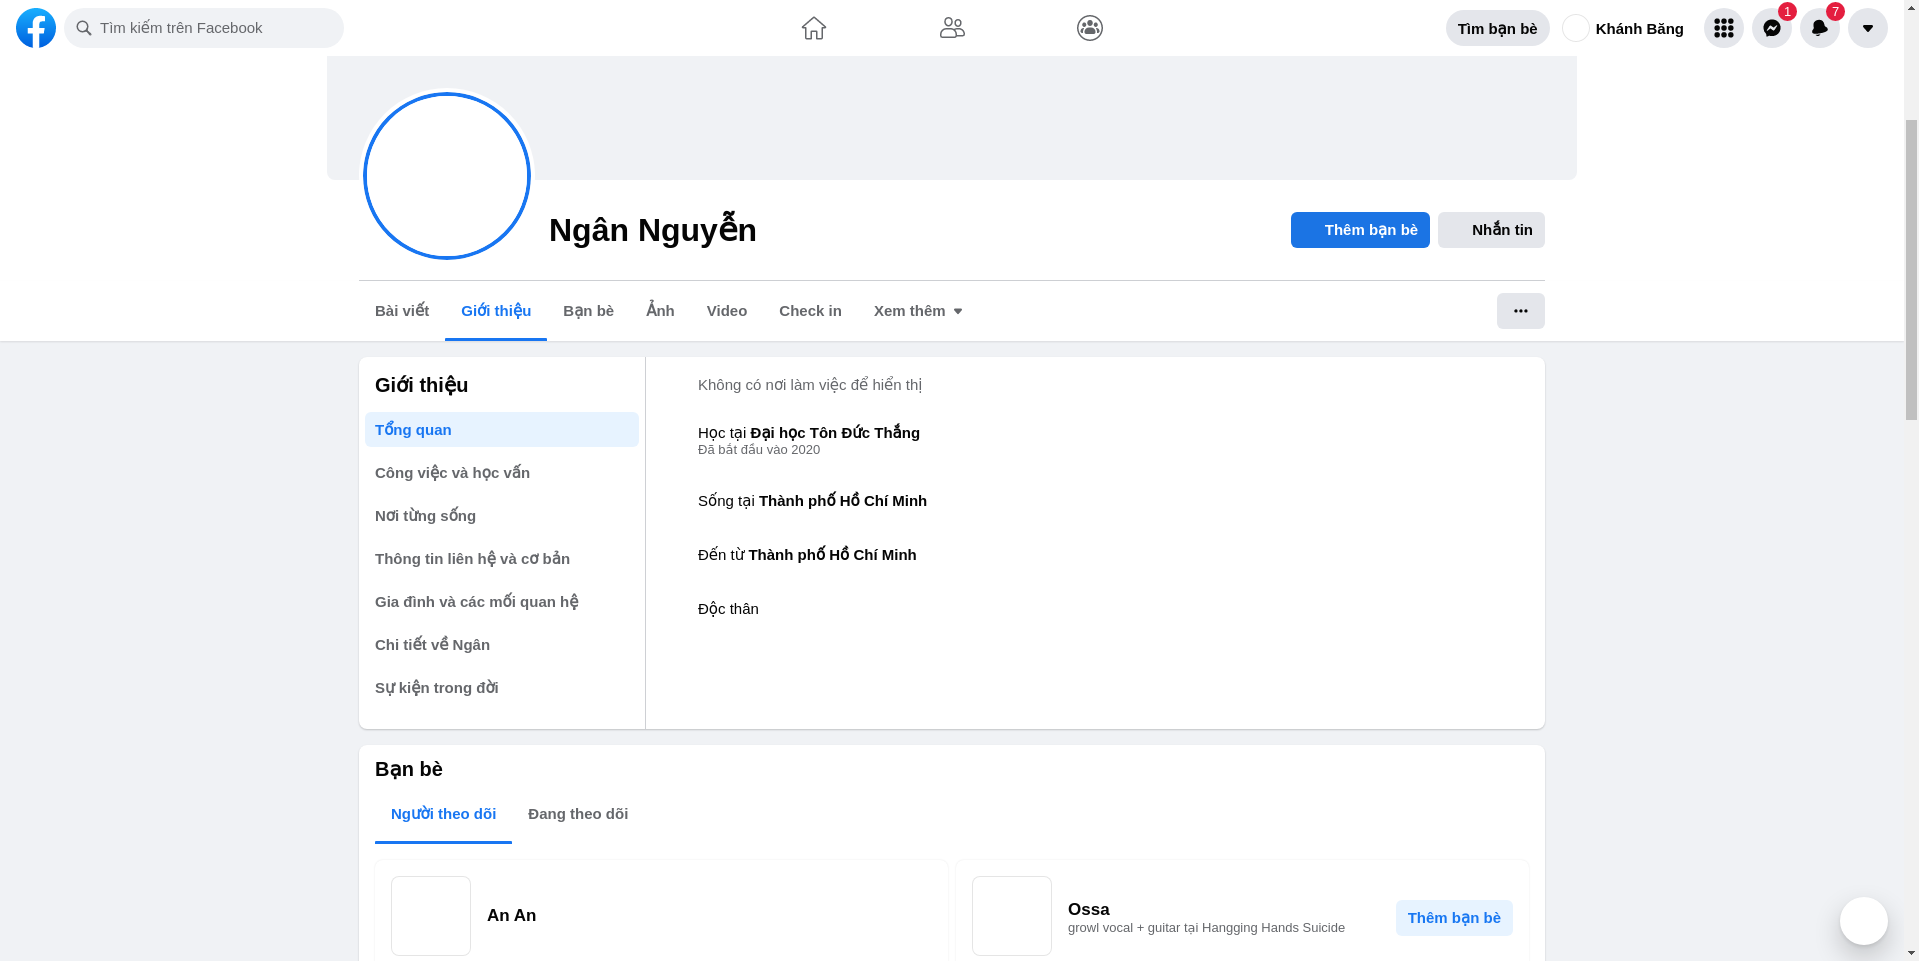 Tìm kiếm trên Facebook
Tìm bạn bè
Khánh Băng
1
7
Ngân Nguyễn
Thêm bạn bè
Nhắn tin
Bài viết
Giới thiệu
Bạn bè
Ảnh
Video
Check in
Xem thêm
Giới thiệu
Tổng quan
Công việc và học vấn
Nơi từng sống
Thông tin liên hệ và cơ bản
Gia đình và các mối quan hệ
Chi tiết về Ngân
Sự kiện trong đời
Không có nơi làm việc để hiển thị
Học tại Đại học Tôn Đức Thắng
Đã bắt đầu vào 2020
Sống tại Thành phố Hồ Chí Minh
Đến từ Thành phố Hồ Chí Minh
Độc thân
Bạn bè
Người theo dõi
Đang theo dõi
An An
Ossa
growl vocal + guitar tại Hangging Hands Suicide
Thêm bạn bè